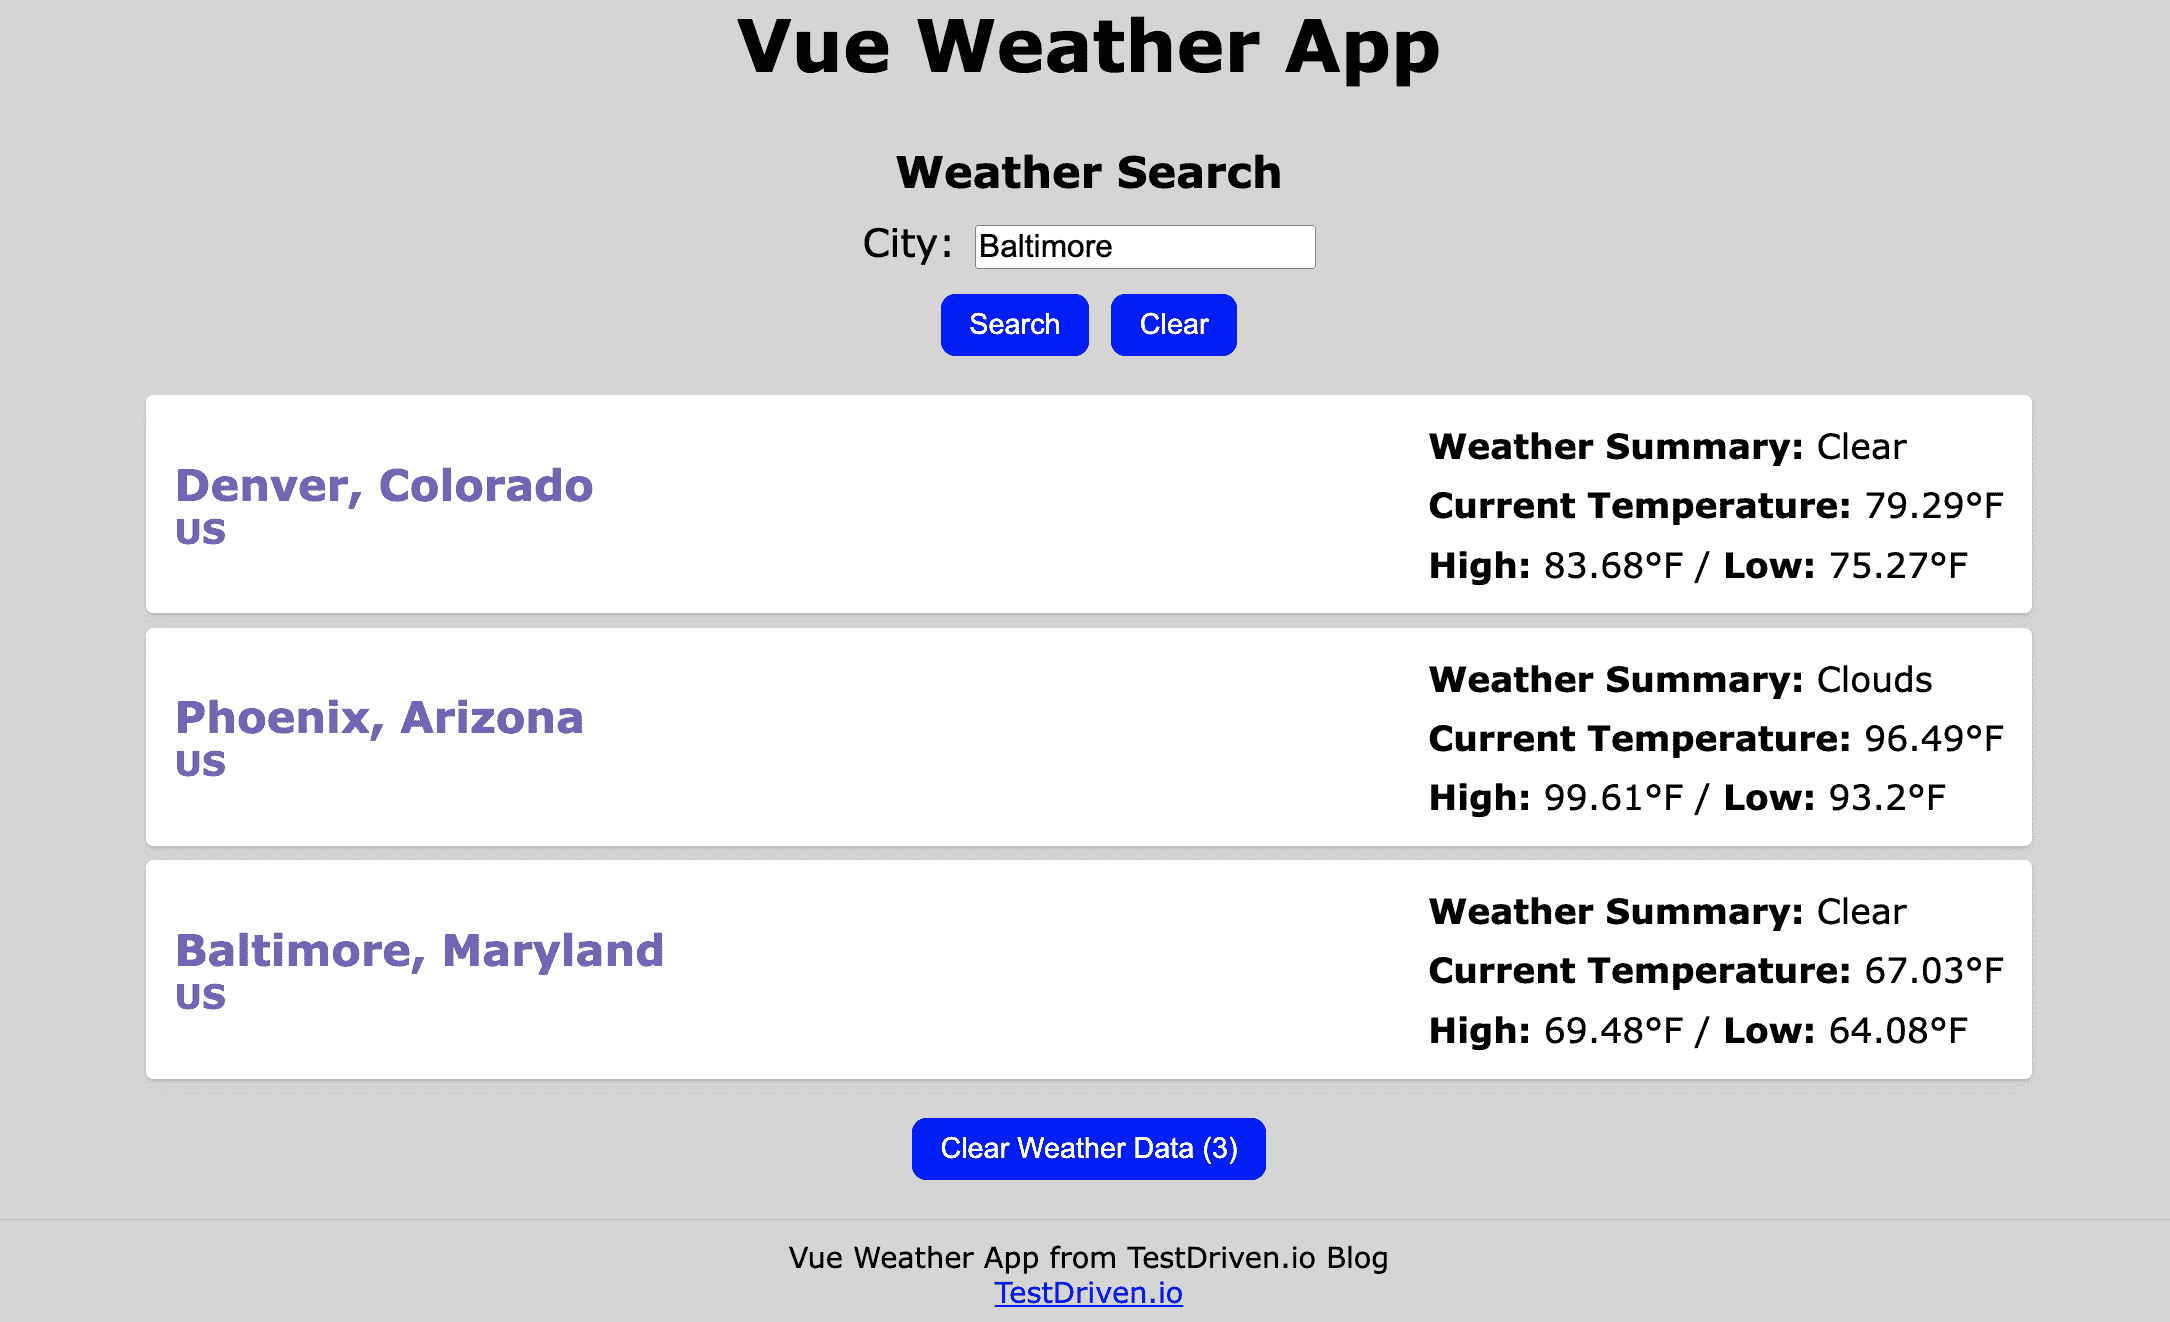 Vue Weather App
Weather Search
City: Baltimore
Search Clear
Denver, Colorado
US
Weather Summary: Clear
Current Temperature: 79.29°F
High: 83.68°F / Low: 75.27°F
Phoenix, Arizona
US
Weather Summary: Clouds
Current Temperature: 96.49°F
High: 99.61°F / Low: 93.2°F
Baltimore, Maryland
US
Weather Summary: Clear
Current Temperature: 67.03°F
High: 69.48°F / Low: 64.08°F
Clear Weather Data (3)
Vue Weather App from TestDriven.io Blog
TestDriven.io